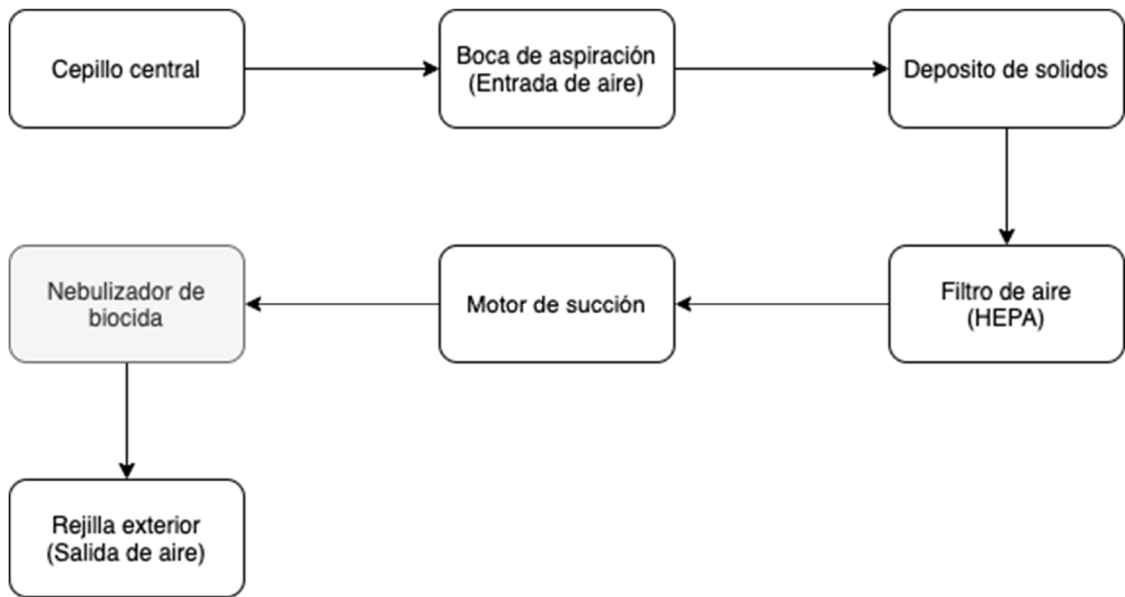 Cepillo central
Boca de aspiración
(Entrada de aire)
Deposito de solidos
Nebulizador de
biocida
Motor de succión
Filtro de aire
(HEPA)
Rejilla exterior
(Salida de aire)